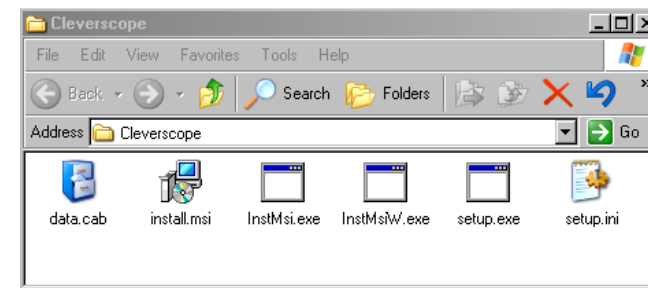 Cleverscope
File Edit View Favorites Tools Help
Back Search Folders »
Address Cleverscope Go
data.cab install.msi InstMsi.exe InstMsiW.exe setup.exe setup.ini